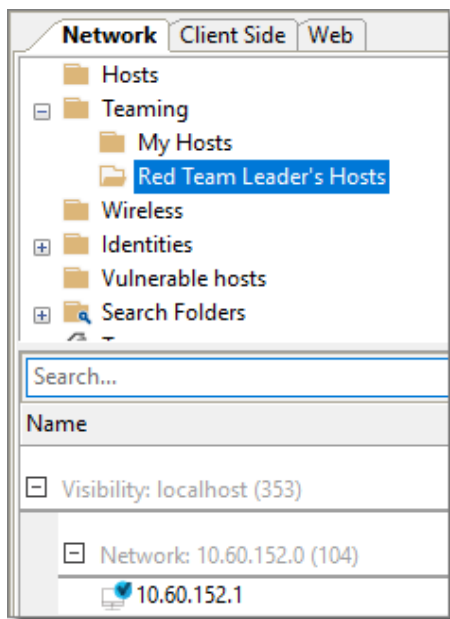 Network Client Side Web
Hosts
Teaming
My Hosts
Red Team Leader's Hosts
Wireless
Identities
Vulnerable hosts
Search Folders
Search...
Name
Visibility: localhost (353)
Network: 10.60.152.0 (104)
10.60.152.1